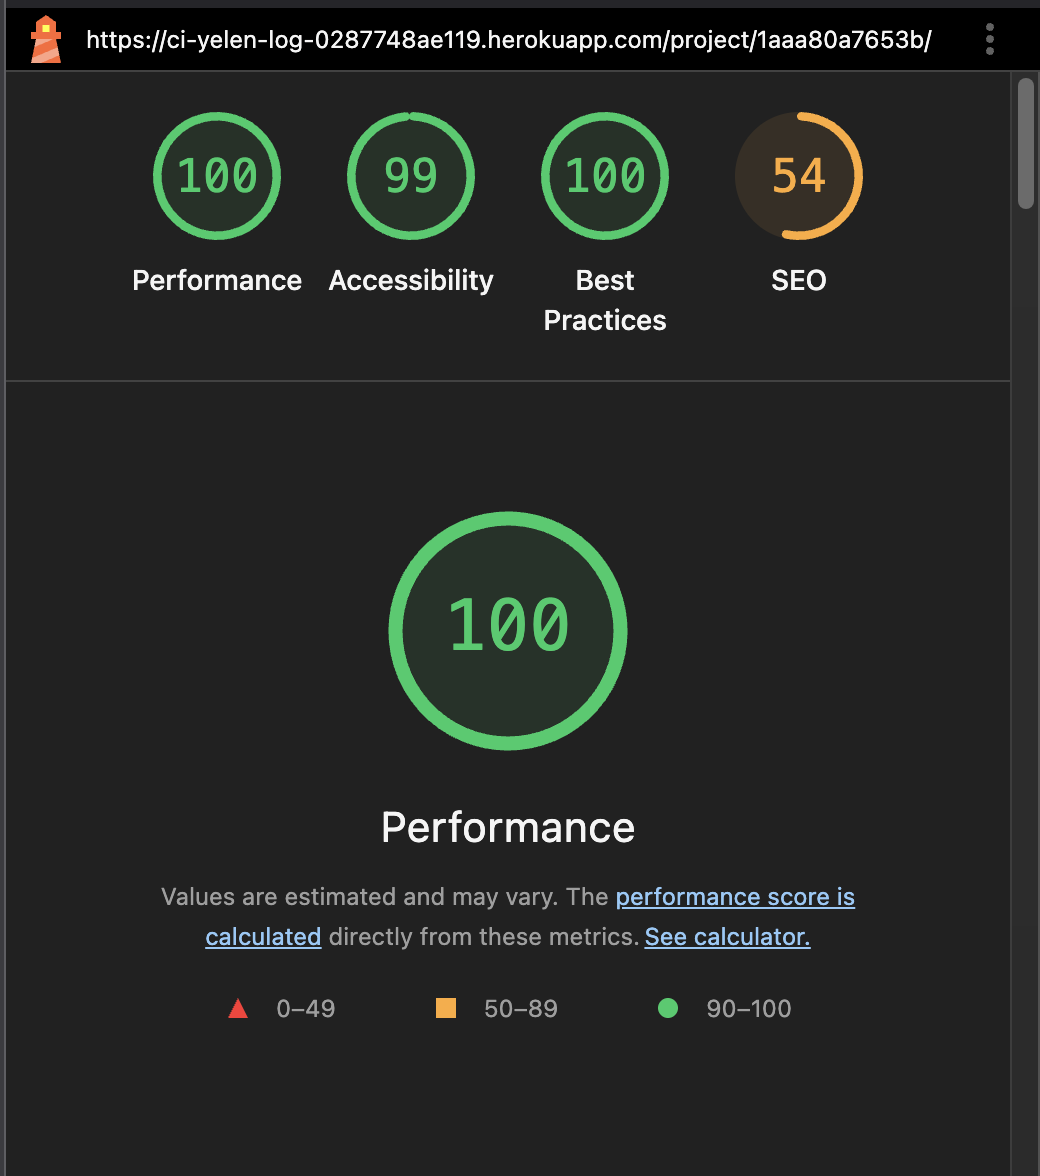 https://ci-yelen-log-0287748ae119.herokuapp.com/project/1aaa80a7653b/
100
99
100
54
Performance
Accessibility
Best
Practices
SEO
100
Performance
Values are estimated and may vary. The performance score is
calculated directly from these metrics. See calculator.
0–49
50–89
90–100